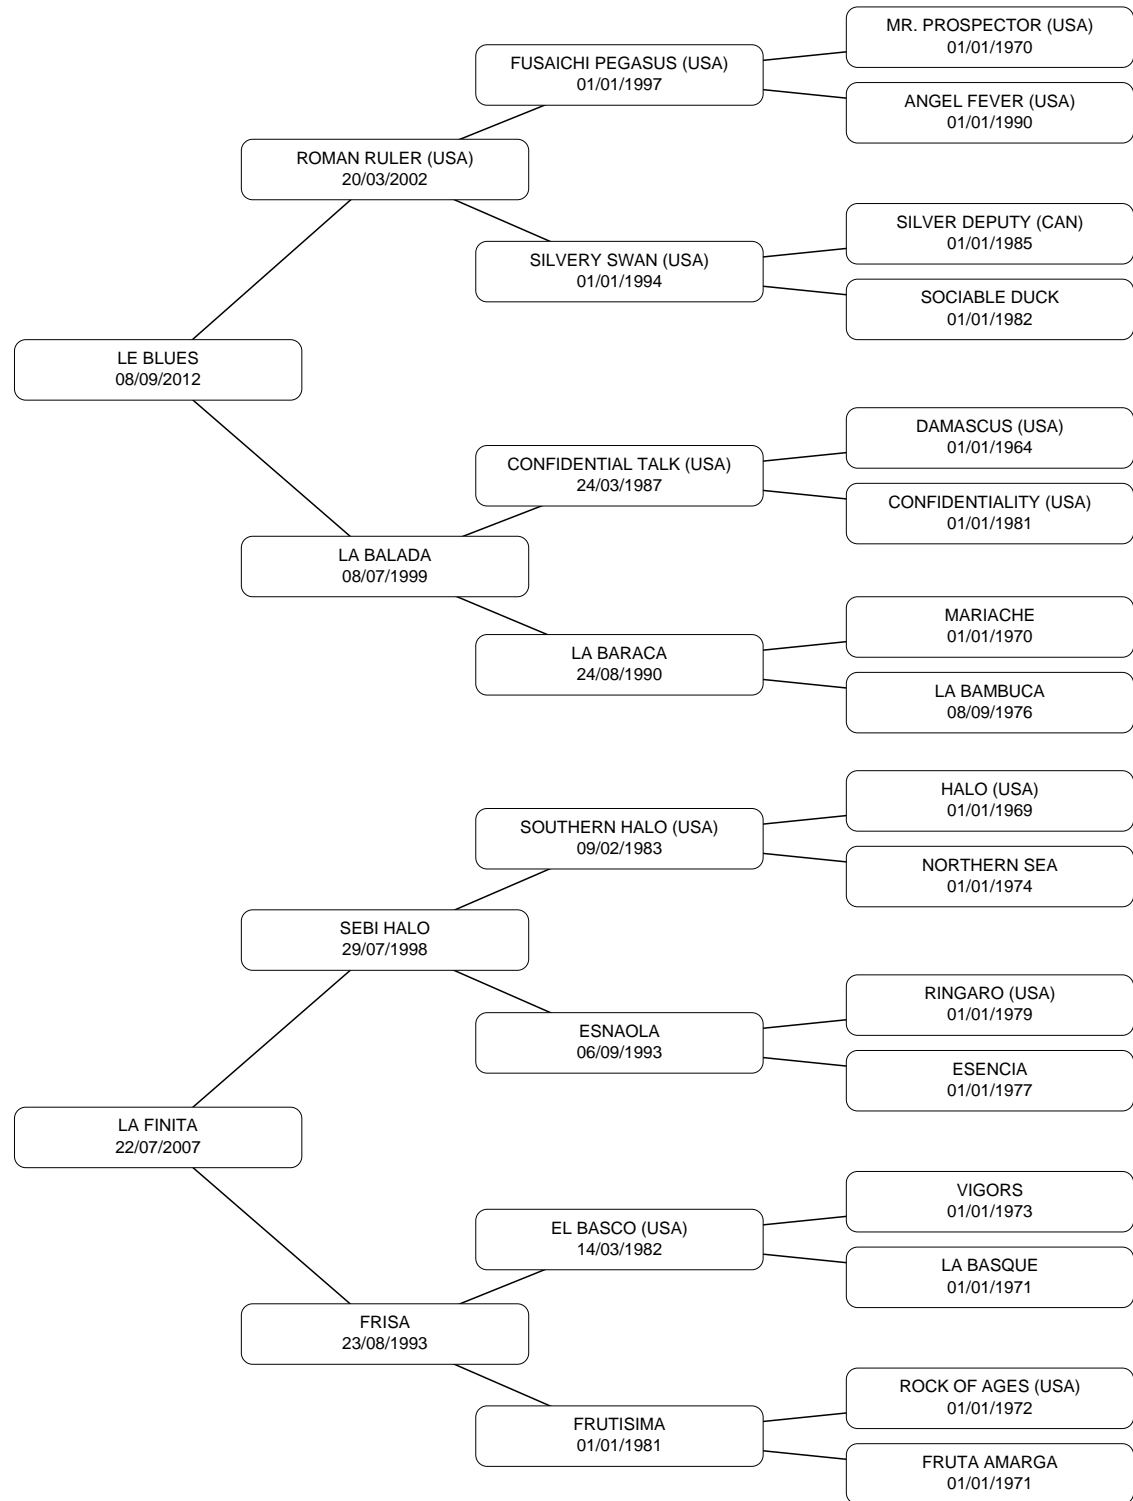 MR. PROSPECTOR (USA)
01/01/1970
FUSAICHI PEGASUS (USA)
01/01/1997
ANGEL FEVER (USA)
01/01/1990
ROMAN RULER (USA)
20/03/2002
SILVER DEPUTY (CAN)
01/01/1985
SILVERY SWAN (USA)
01/01/1994
SOCIABLE DUCK
01/01/1982
LE BLUES
08/09/2012
DAMASCUS (USA)
01/01/1964
CONFIDENTIAL TALK (USA)
24/03/1987
CONFIDENTIALITY (USA)
01/01/1981
LA BALADA
08/07/1999
MARIACHE
01/01/1970
LA BARACA
24/08/1990
LA BAMBUCA
08/09/1976
HALO (USA)
01/01/1969
SOUTHERN HALO (USA)
09/02/1983
NORTHERN SEA
01/01/1974
SEBI HALO
29/07/1998
RINGARO (USA)
01/01/1979
ESNAOLA
06/09/1993
ESENCIA
01/01/1977
LA FINITA
22/07/2007
VIGORS
01/01/1973
EL BASCO (USA)
14/03/1982
LA BASQUE
01/01/1971
FRISA
23/08/1993
ROCK OF AGES (USA)
01/01/1972
FRUTISIMA
01/01/1981
FRUTA AMARGA
01/01/1971